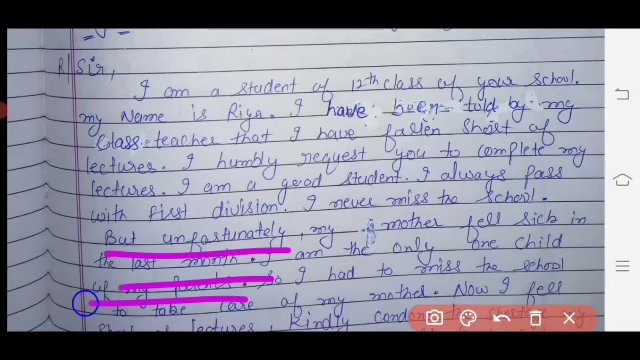 R/Sir,
I am a student of 12th class of your school.
my Name is Riya. I have been told by my
Class-teacher that I have fallen short of
lectures. I humbly request you to complete my
lectures. I am a good student. I always pass
with first division. I never miss the school.
But unfortunately, my mother fell sick in
the last month. I am the only one child
of my parents. So I had to miss the school
to take care of my mother. Now I fell
short of lectures, Kindly